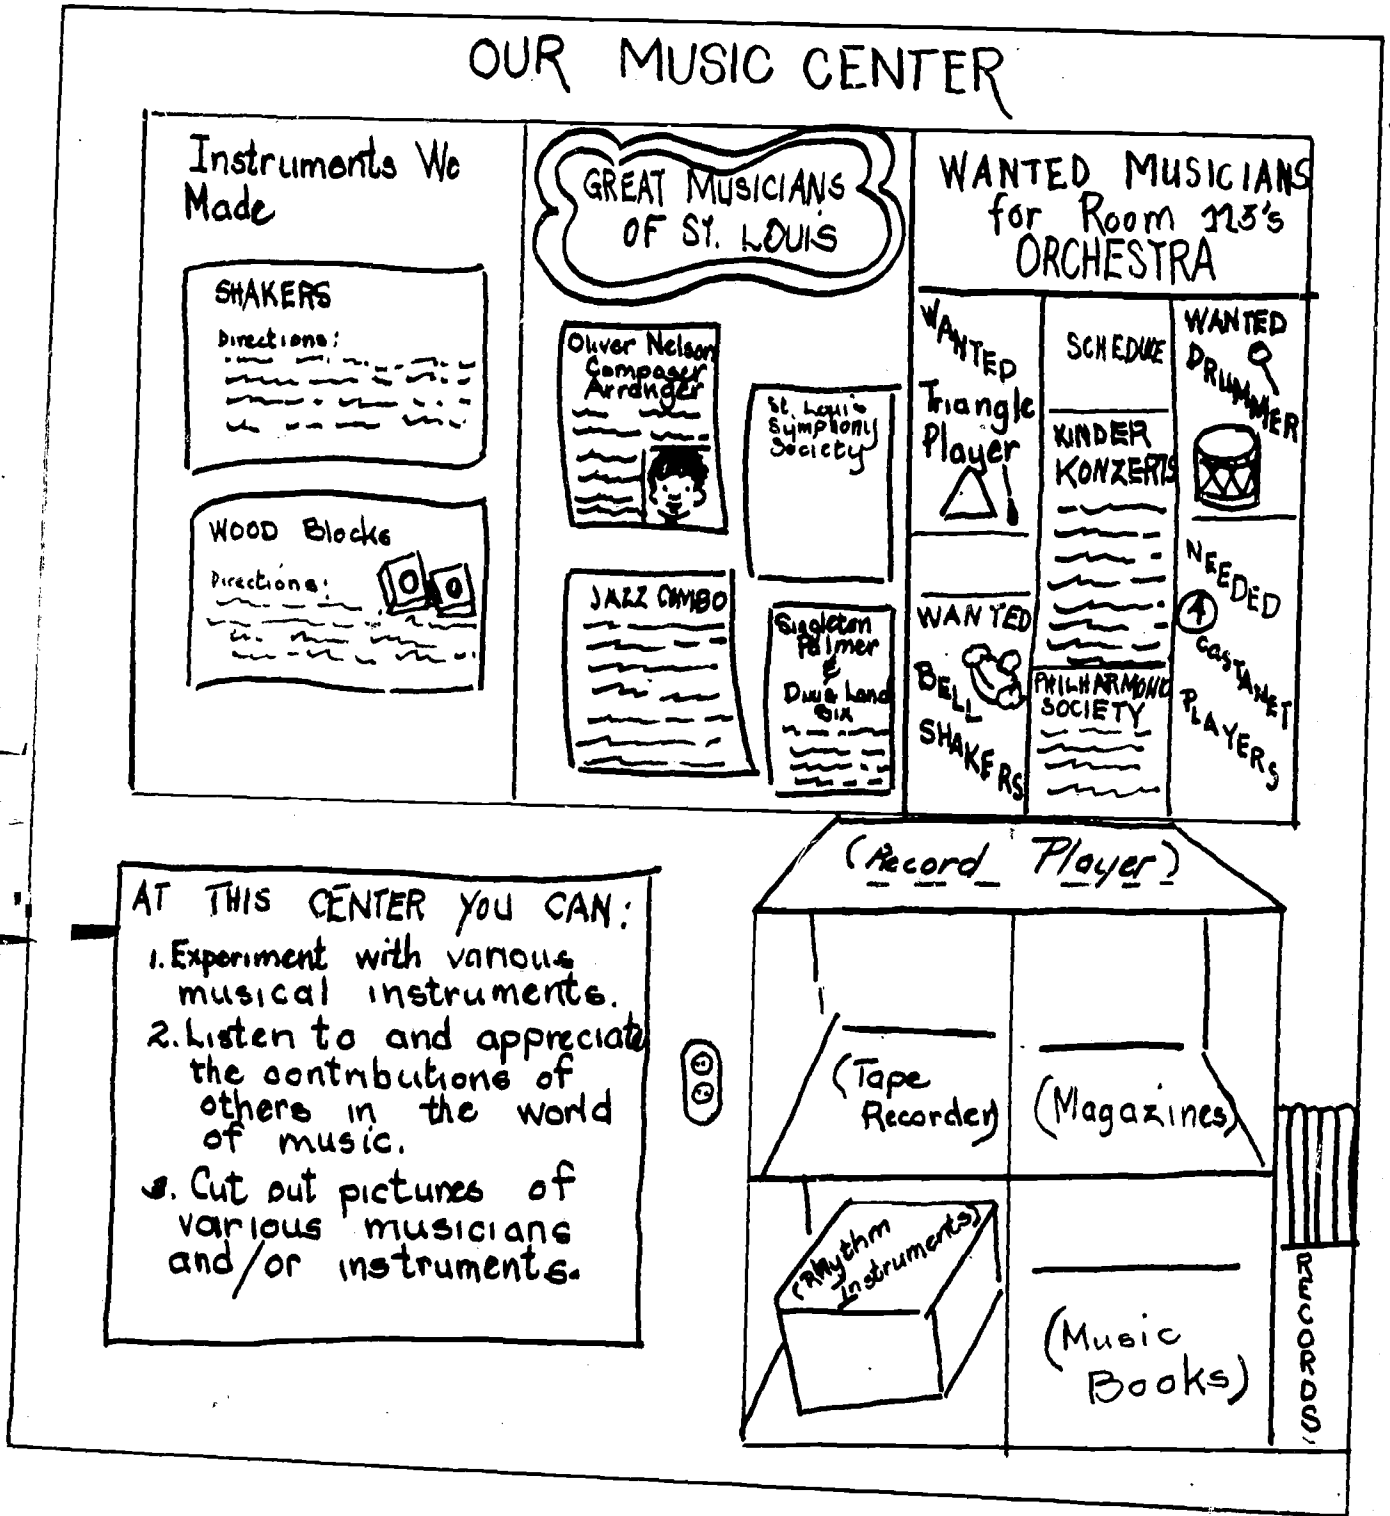 OUR MUSIC CENTER
Instruments We
Made
SHAKERS
Directions:
WOOD Blocks
Directions:
GREAT MUSICIANS
OF ST. LOUIS
Oliver Nelson
Composer
Arranger
St. Louis
Symphony
Society
JAZZ COMBO
Singleton
Palmer
&
Dixie Land
Six
WANTED MUSICIANS
for Room 113's
ORCHESTRA
WANTED
Triangle
Player
WANTED
BELL
SHAKERS
SCHEDULE
KINDER
KONZERTS
PHILHARMONIC
SOCIETY
WANTED
DRUMMER
NEEDED
4
CASTANET
PLAYERS
AT THIS CENTER YOU CAN:
1. Experiment with various
musical instruments.
2. Listen to and appreciate
the contributions of
others in the world
of music.
3. Cut out pictures of
various musicians
and/or instruments.
(Record Player)
(Tape
Recorder)
(Magazines)
(Rhythm
Instruments)
(Music
Books)
RECORDS